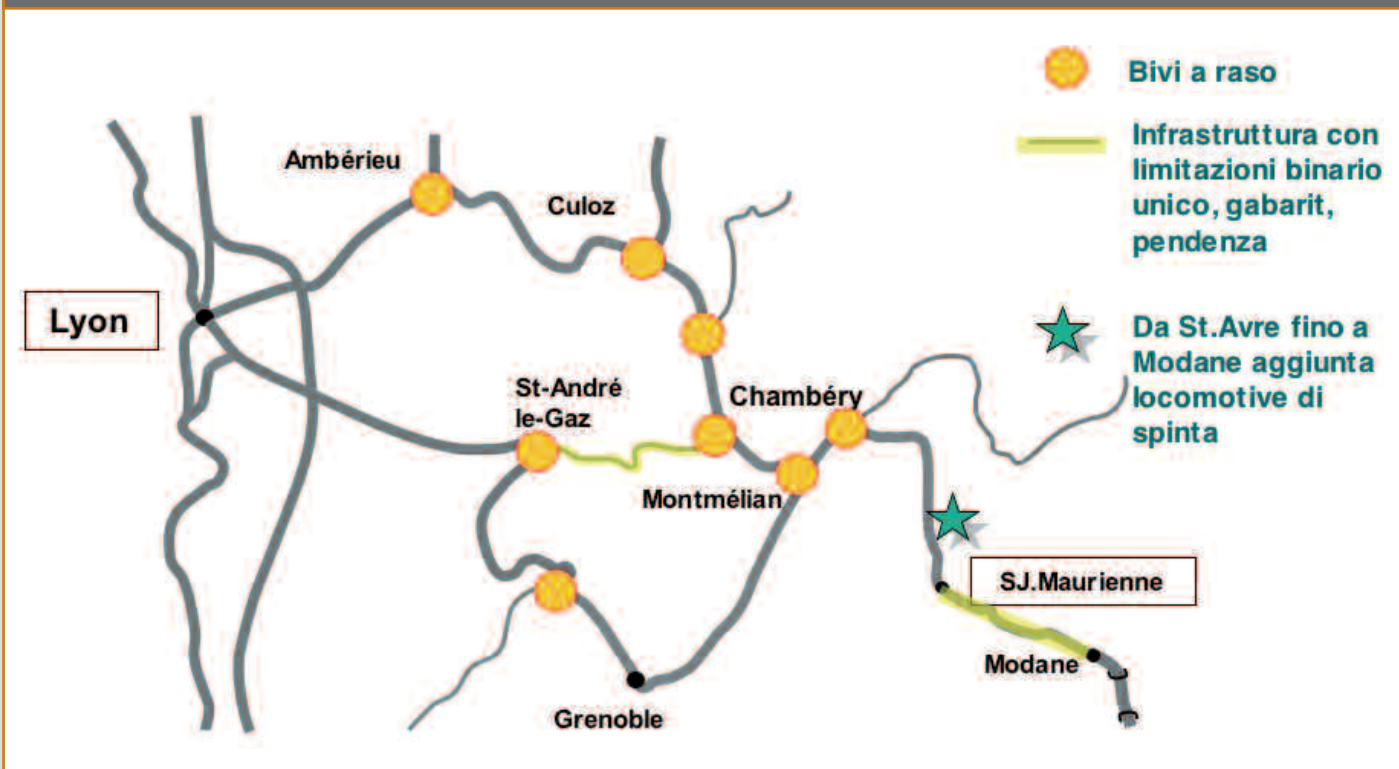 Bivi a raso
Infrastruttura con
limitazioni binario
unico, gabarit,
pendenza
Da St.Avre fino a
Modane aggiunta
locomotive di
spinta
Ambérieu
Culoz
Lyon
St-André
le-Gaz
Chambéry
Montmélian
SJ.Maurienne
Modane
Grenoble